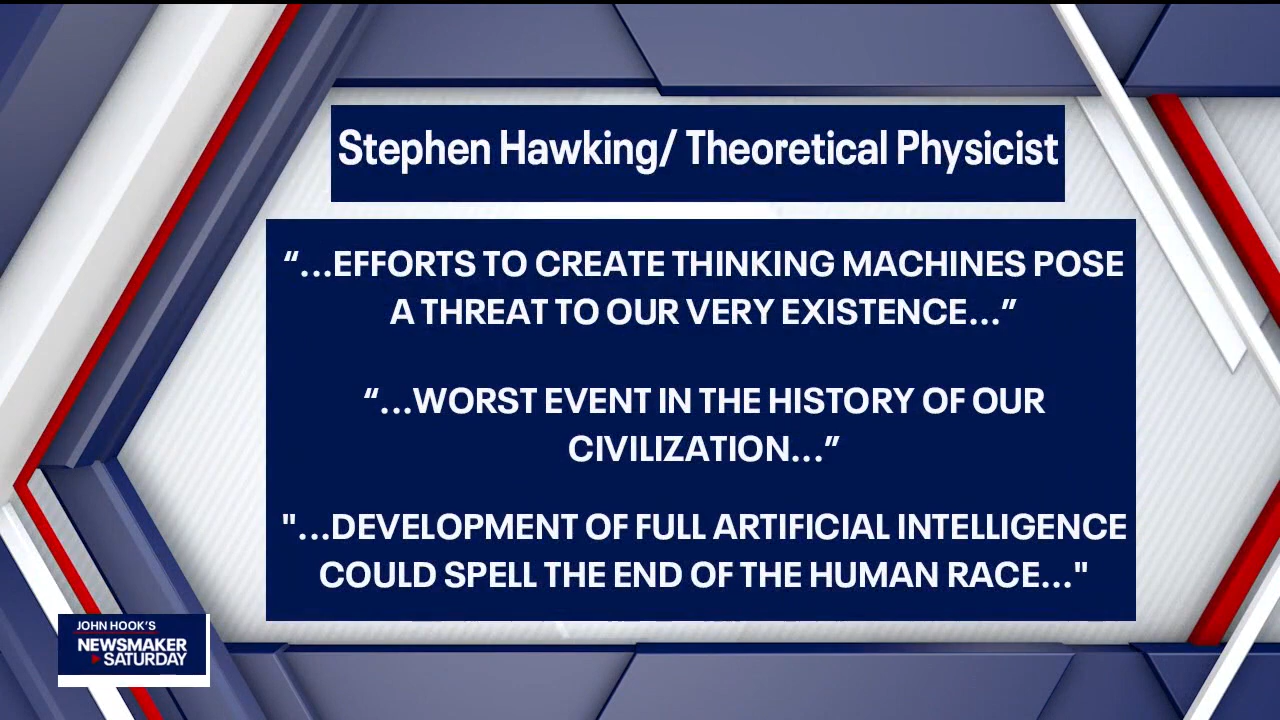 Stephen Hawking/ Theoretical Physicist
“...EFFORTS TO CREATE THINKING MACHINES POSE
A THREAT TO OUR VERY EXISTENCE...”
“...WORST EVENT IN THE HISTORY OF OUR
CIVILIZATION...”
"...DEVELOPMENT OF FULL ARTIFICIAL INTELLIGENCE
COULD SPELL THE END OF THE HUMAN RACE..."
JOHN HOOK'S
NEWSMAKER
SATURDAY